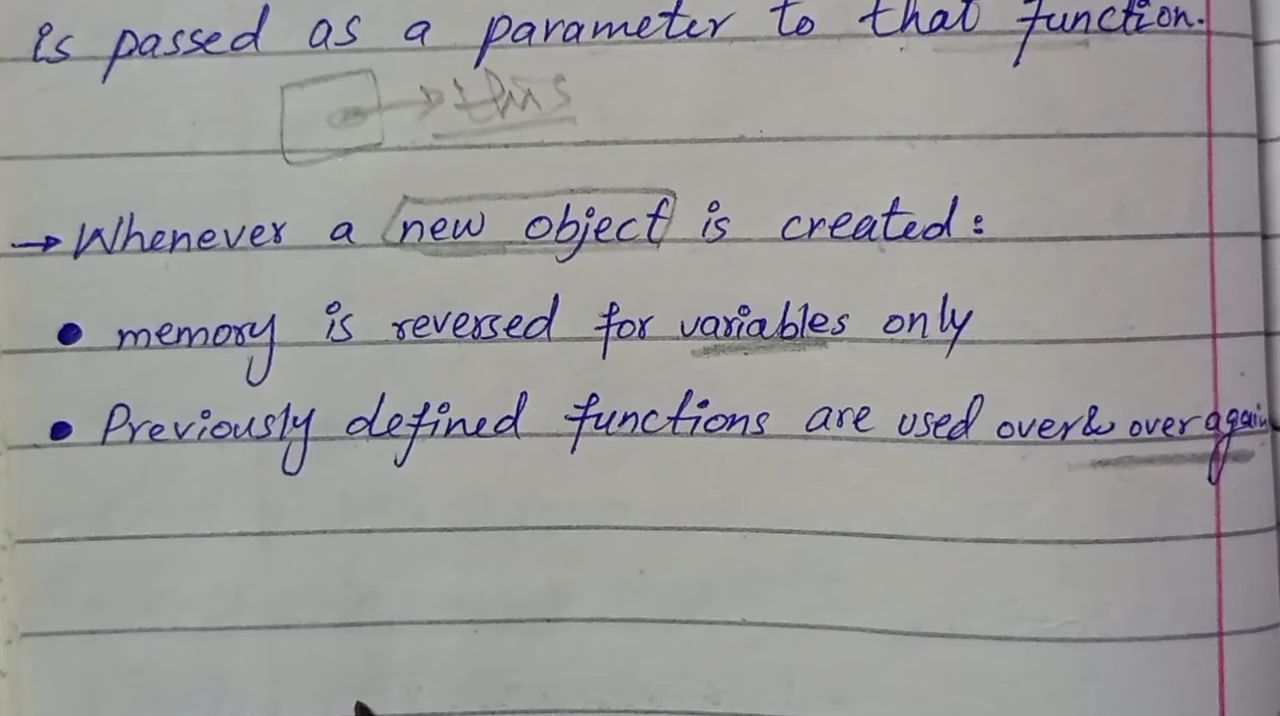 is passed as a parameter to that function.
this
→ Whenever a new object is created:
• memory is reversed for variables only
• Previously defined functions are used over & over again